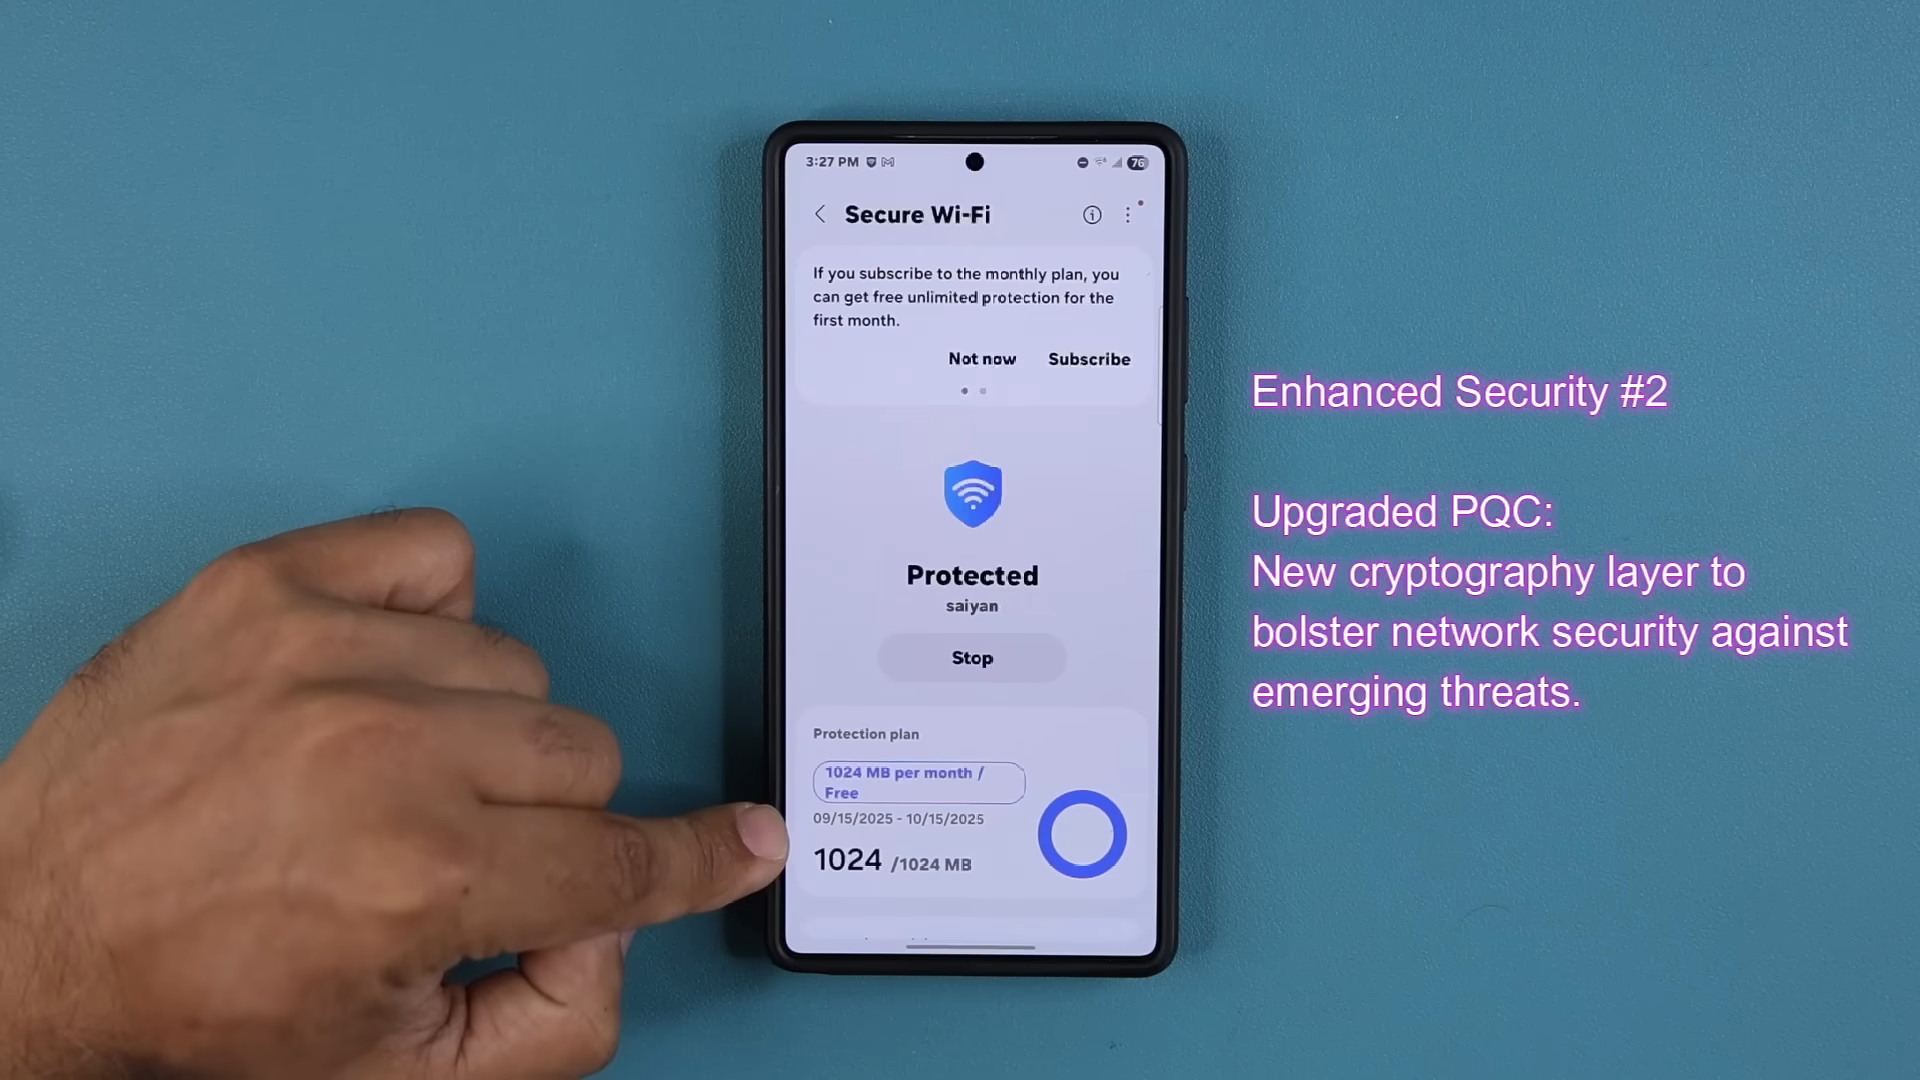 3:27 PM
76
Secure Wi-Fi
If you subscribe to the monthly plan, you
can get free unlimited protection for the
first month.
Not now Subscribe
Protected
saiyan
Stop
Protection plan
1024 MB per month /
Free
09/15/2025 - 10/15/2025
1024 /1024 MB
Enhanced Security #2
Upgraded PQC:
New cryptography layer to
bolster network security against
emerging threats.